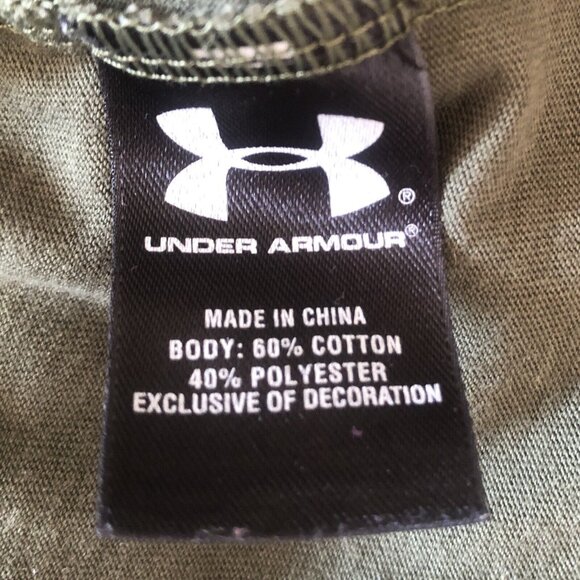 ®
UNDER ARMOUR®
MADE IN CHINA
BODY: 60% COTTON
40% POLYESTER
EXCLUSIVE OF DECORATION